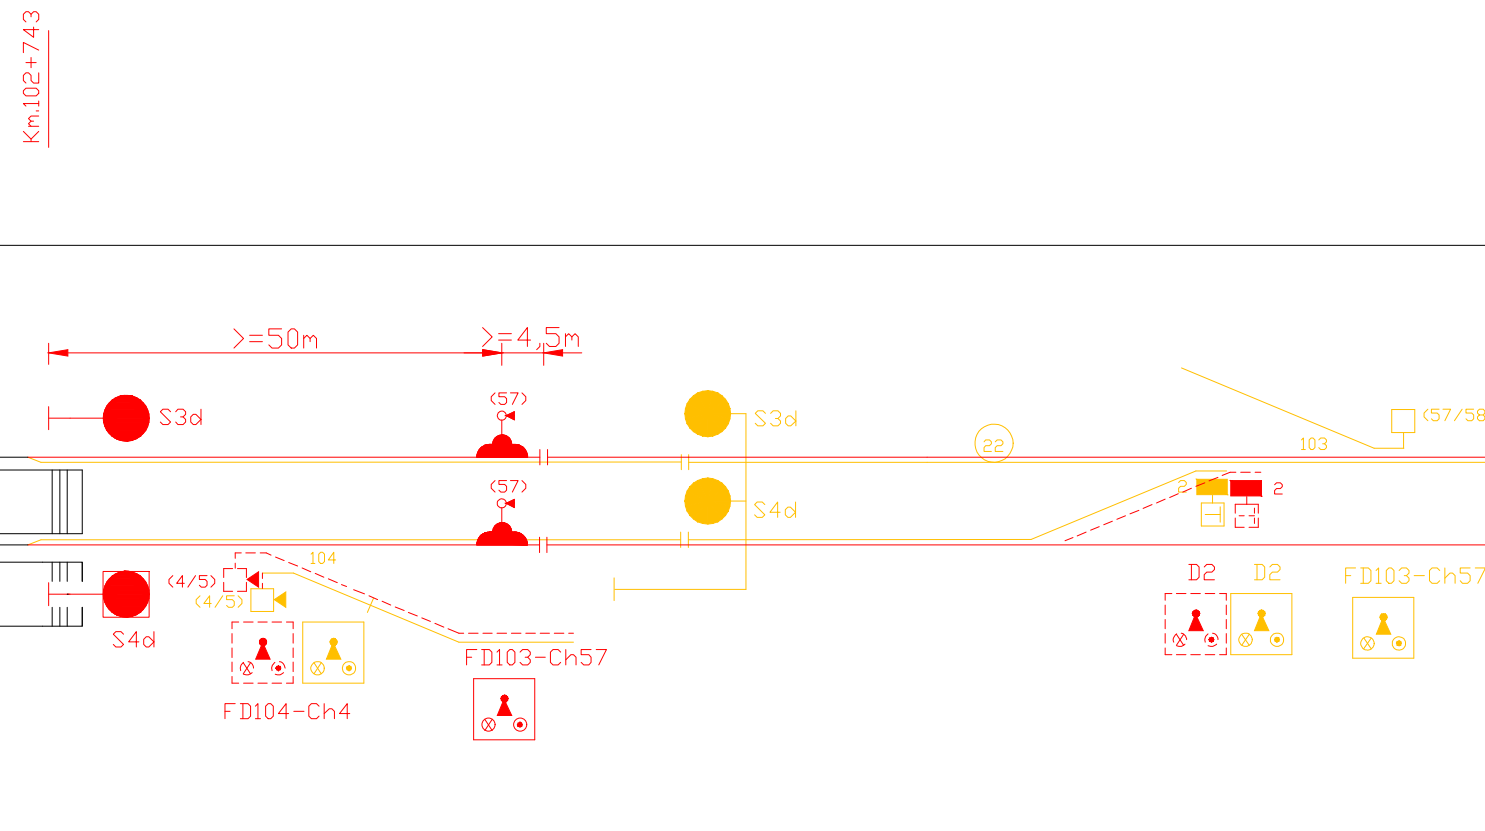 Km.102+743
>=50m
>=4,5m
(57)
S3d
S3d
(57/58
22
103
(57)
2
2
S4d
104
(4/5)
(4/5)
D2
D2
FD103-Ch57
S4d
FD103-Ch57
FD104-Ch4